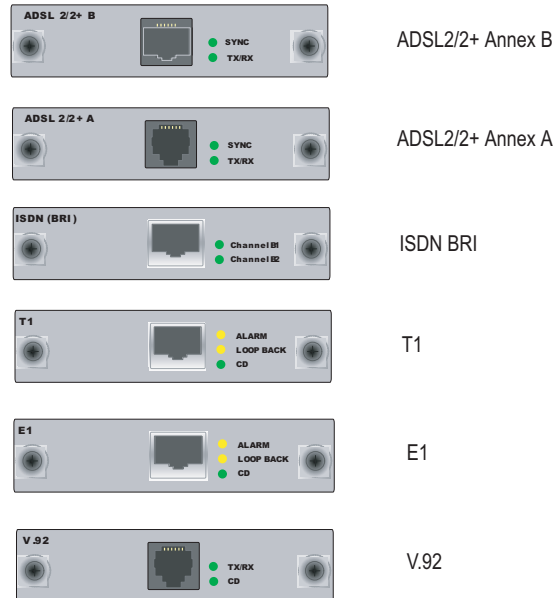 ADSL 2/2+ B
SYNC
TX/RX
ADSL2/2+ Annex B
ADSL 2/2+ A
SYNC
TX/RX
ADSL2/2+ Annex A
ISDN (BRI)
Channel B1
Channel B2
ISDN BRI
T1
ALARM
LOOP BACK
CD
T1
E1
ALARM
LOOP BACK
CD
E1
V.92
TX/RX
CD
V.92